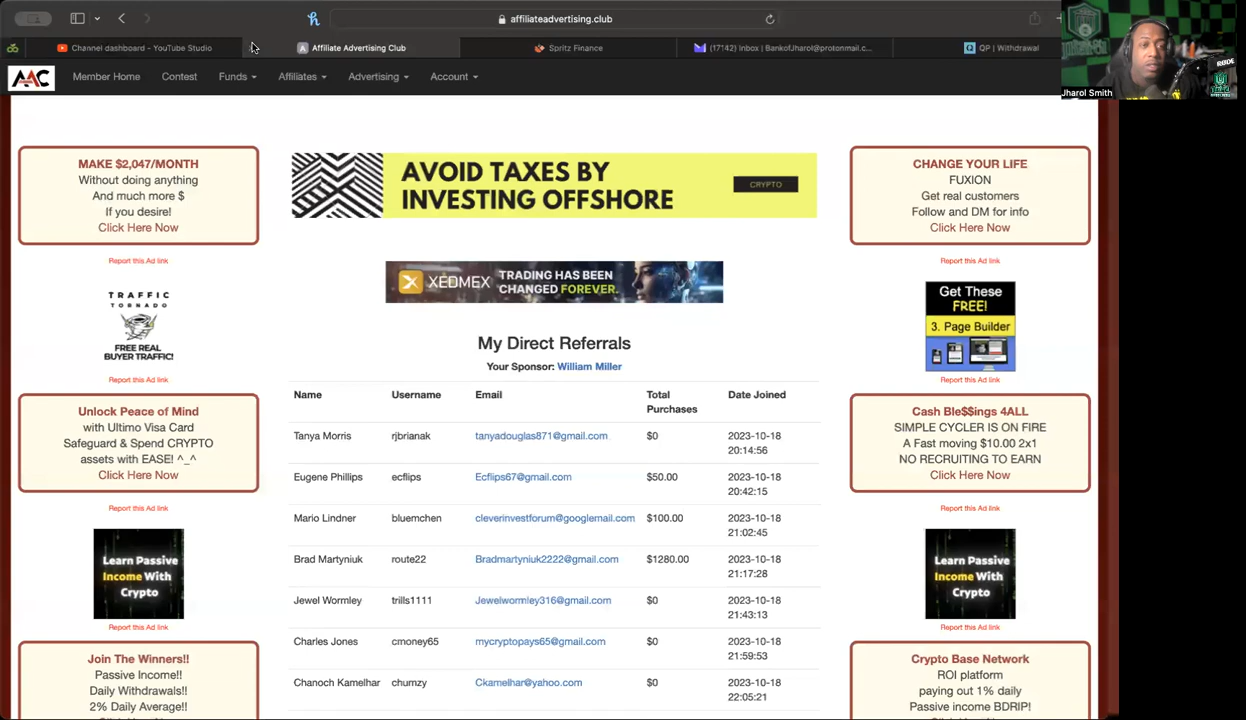 affiliateadvertising.club
Channel dashboard - YouTube Studio
Affiliate Advertising Club
Spritz Finance
(17142) Inbox | BankofJharol@protonmail.c...
QP | Withdrawal
AAC
Member Home
Contest
Funds
Affiliates
Advertising
Account
Jharol Smith
MAKE $2,047/MONTH
Without doing anything
And much more $
If you desire!
Click Here Now
Report this Ad link
TRAFFIC
TORNADO
FREE REAL
BUYER TRAFFIC!
Report this Ad link
Unlock Peace of Mind
with Ultimo Visa Card
Safeguard & Spend CRYPTO
assets with EASE! ^_^
Click Here Now
Report this Ad link
Learn Passive
Income With
Crypto
Report this Ad link
Join The Winners!!
Passive Income!!
Daily Withdrawals!!
2% Daily Average!!
AVOID TAXES BY
INVESTING OFFSHORE
CRYPTO
XEDMEX
TRADING HAS BEEN
CHANGED FOREVER.
My Direct Referrals
Your Sponsor: William Miller
Name Username Email Total Purchases Date Joined
Tanya Morris rjbrianak tanyadouglas871@gmail.com $0 2023-10-18 20:14:56
Eugene Phillips ecflips Ecflips67@gmail.com $50.00 2023-10-18 20:42:15
Mario Lindner bluemchen cleverinvestforum@googlemail.com $100.00 2023-10-18 21:02:45
Brad Martyniuk route22 Bradmartyniuk2222@gmail.com $1280.00 2023-10-18 21:17:28
Jewel Wormley trills1111 Jewelwormley316@gmail.com $0 2023-10-18 21:43:13
Charles Jones cmoney65 mycryptopays65@gmail.com $0 2023-10-18 21:59:53
Chanoch Kamelhar chumzy Ckamelhar@yahoo.com $0 2023-10-18 22:05:21
CHANGE YOUR LIFE
FUXION
Get real customers
Follow and DM for info
Click Here Now
Report this Ad link
Get These
FREE!
3. Page Builder
Report this Ad link
Cash Ble$$ings 4ALL
SIMPLE CYCLER IS ON FIRE
A Fast moving $10.00 2x1
NO RECRUITING TO EARN
Click Here Now
Report this Ad link
Learn Passive
Income With
Crypto
Report this Ad link
Crypto Base Network
ROI platform
paying out 1% daily
Passive income BDRIP!